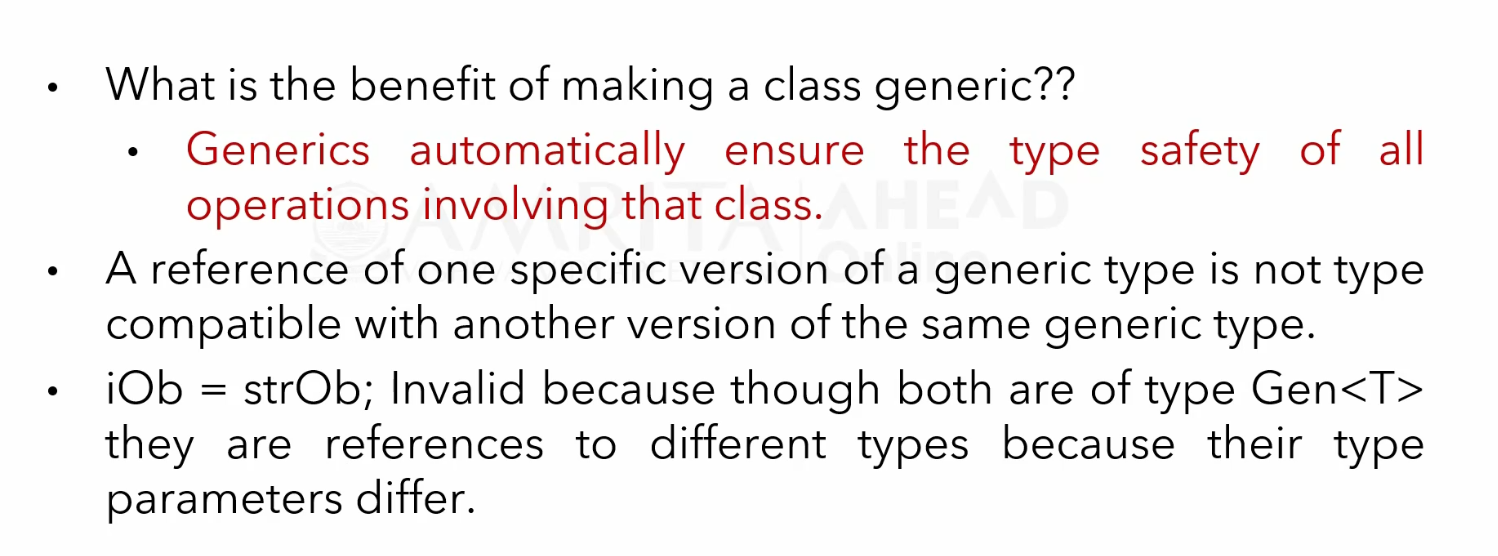 • What is the benefit of making a class generic??
• Generics automatically ensure the type safety of all
operations involving that class.
• A reference of one specific version of a generic type is not type
compatible with another version of the same generic type.
• iOb = strOb; Invalid because though both are of type Gen<T>
they are references to different types because their type
parameters differ.
AMRITA
AHEAD
Online